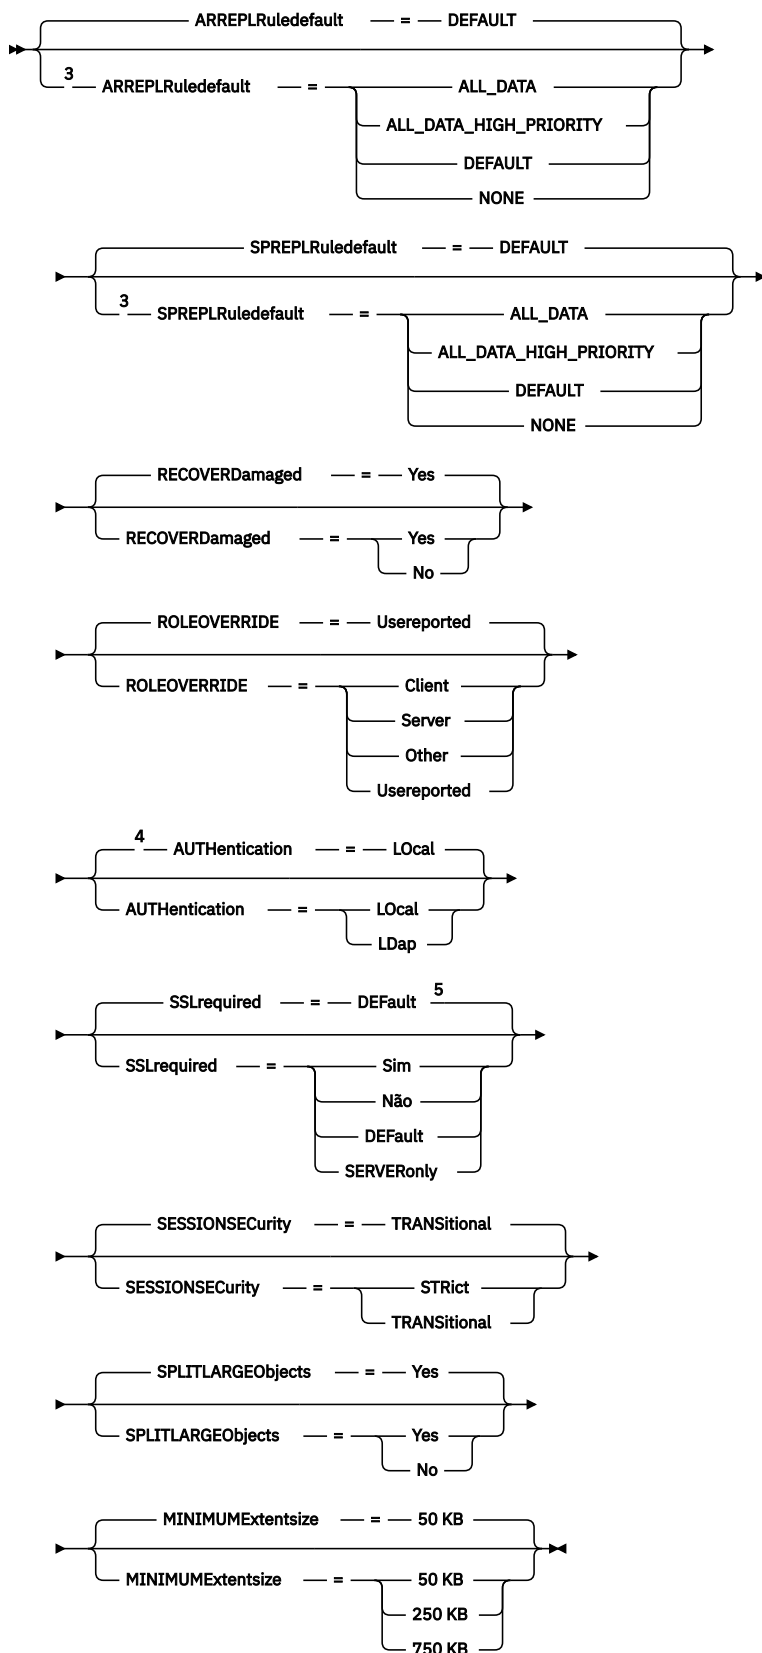 ARREPLRuledefault = DEFAULT
3 ARREPLRuledefault = ALL_DATA
ALL_DATA_HIGH_PRIORITY
DEFAULT
NONE
SPREPLRuledefault = DEFAULT
3 SPREPLRuledefault = ALL_DATA
ALL_DATA_HIGH_PRIORITY
DEFAULT
NONE
RECOVERDamaged = Yes
RECOVERDamaged = Yes
No
ROLEOVERRIDE = Usereported
ROLEOVERRIDE = Client
Server
Other
Usereported
4 AUTHentication = LOcal
AUTHentication = LOcal
LDap
SSLrequired = DEFault 5
SSLrequired = Sim
Não
DEFault
SERVERonly
SESSIONSECurity = TRANSitional
SESSIONSECurity = STRict
TRANSitional
SPLITLARGEObjects = Yes
SPLITLARGEObjects = Yes
No
MINIMUMExtentsize = 50 KB
MINIMUMExtentsize = 50 KB
250 KB
750 KB